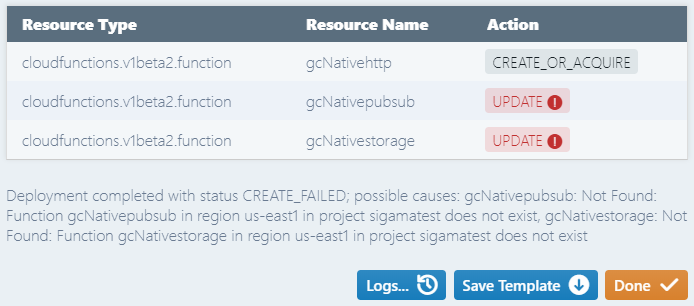 Resource Type Resource Name Action
cloudfunctions.v1beta2.function gcNativehttp CREATE_OR_ACQUIRE
cloudfunctions.v1beta2.function gcNativepubsub UPDATE
cloudfunctions.v1beta2.function gcNativestorage UPDATE
Deployment completed with status CREATE_FAILED; possible causes: gcNativepubsub: Not Found:
Function gcNativepubsub in region us-east1 in project sigamatest does not exist, gcNativestorage: Not
Found: Function gcNativestorage in region us-east1 in project sigamatest does not exist
Logs... Save Template Done